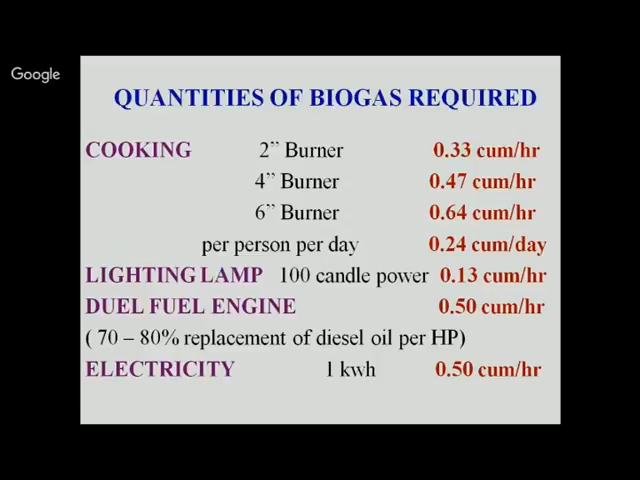 Google
QUANTITIES OF BIOGAS REQUIRED
COOKING 2” Burner 0.33 cum/hr
4” Burner 0.47 cum/hr
6” Burner 0.64 cum/hr
per person per day 0.24 cum/day
LIGHTING LAMP 100 candle power 0.13 cum/hr
DUEL FUEL ENGINE 0.50 cum/hr
( 70 – 80% replacement of diesel oil per HP)
ELECTRICITY 1 kwh 0.50 cum/hr